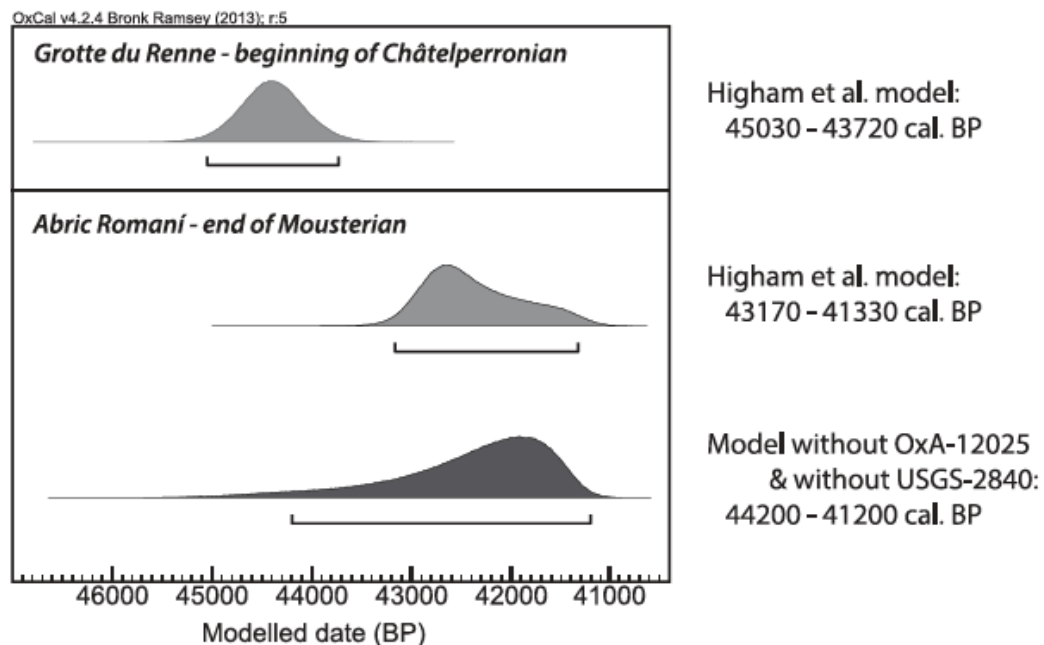 OxCal v4.2.4 Bronk Ramsey (2013); r:5
Grotte du Renne - beginning of Châtelperronian
Higham et al. model:
45030 – 43720 cal. BP
Abric Romaní - end of Mousterian
Higham et al. model:
43170 – 41330 cal. BP
Model without OxA-12025
& without USGS-2840:
44200 – 41200 cal. BP
46000 45000 44000 43000 42000 41000
Modelled date (BP)